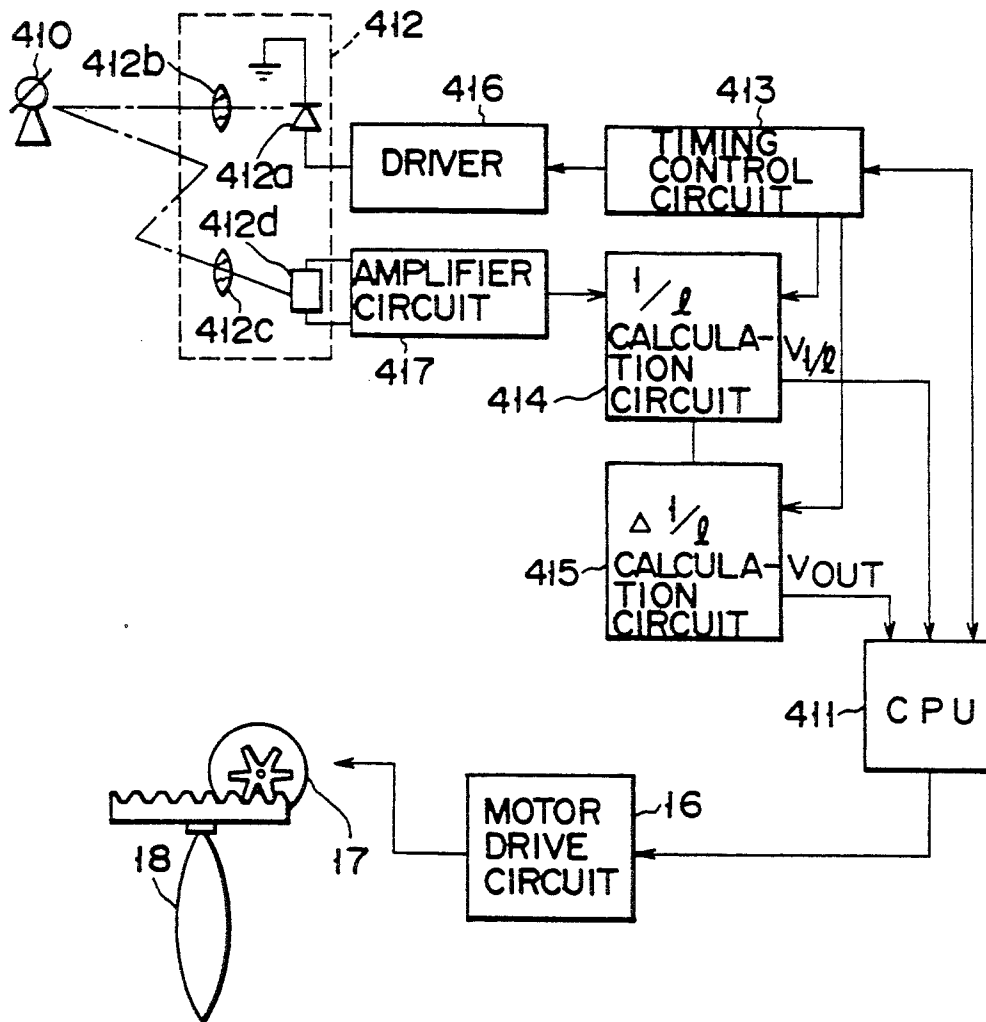 410
412b
412
412a
412d
412c
416
DRIVER
413
TIMING
CONTROL
CIRCUIT
AMPLIFIER
CIRCUIT
417
1/ℓ
CALCULA-
TION
CIRCUIT
414
V1/ℓ
Δ 1/ℓ
CALCULA-
TION
CIRCUIT
415
VOUT
411
CPU
16
MOTOR
DRIVE
CIRCUIT
17
18